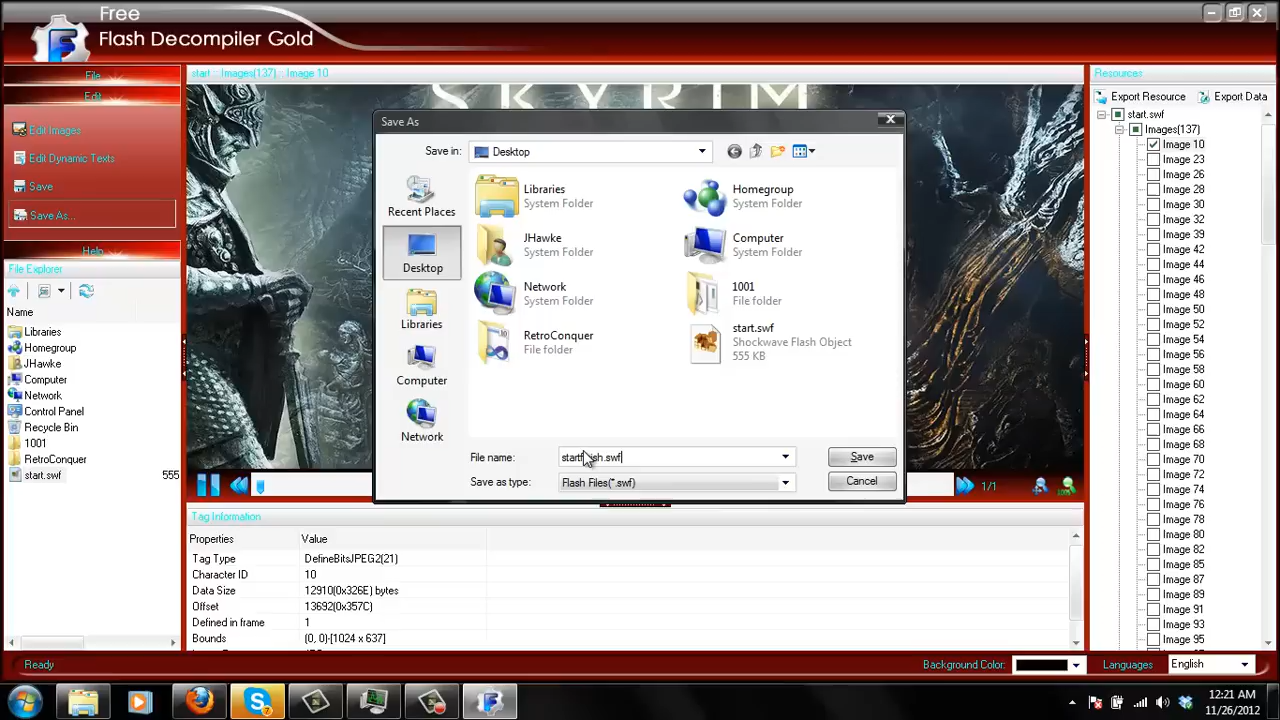 Free
Flash Decompiler Gold
File
Edit
Edit Images
Edit Dynamic Texts
Save
Save As...
Help
File Explorer
Name
Libraries
Homegroup
JHawke
Computer
Network
Control Panel
Recycle Bin
1001
RetroConquer
start.swf 555
start :: Images(137) :: Image 10
SKYRIM
Save As
Save in: Desktop
Recent Places
Desktop
Libraries
Computer
Network
Libraries
System Folder
Homegroup
System Folder
JHawke
System Folder
Computer
System Folder
Network
System Folder
1001
File folder
RetroConquer
File folder
start.swf
Shockwave Flash Object
555 KB
File name:
Save
Save as type: Flash Files(*.swf)
Cancel
1/1
Tag Information
Properties Value
Tag Type DefineBitsJPEG2(21)
Character ID 10
Data Size 12910(0x326E) bytes
Offset 13692(0x357C)
Defined in frame 1
Bounds (0, 0)-[1024 x 637]
Resources
Export Resource Export Data
start.swf
Images(137)
Image 10
Image 23
Image 26
Image 28
Image 30
Image 32
Image 39
Image 42
Image 44
Image 46
Image 48
Image 50
Image 52
Image 54
Image 56
Image 58
Image 60
Image 62
Image 64
Image 66
Image 68
Image 70
Image 72
Image 74
Image 76
Image 78
Image 80
Image 82
Image 85
Image 87
Image 89
Image 91
Image 93
Image 95
Ready
Background Color:
Languages English
12:21 AM
11/26/2012